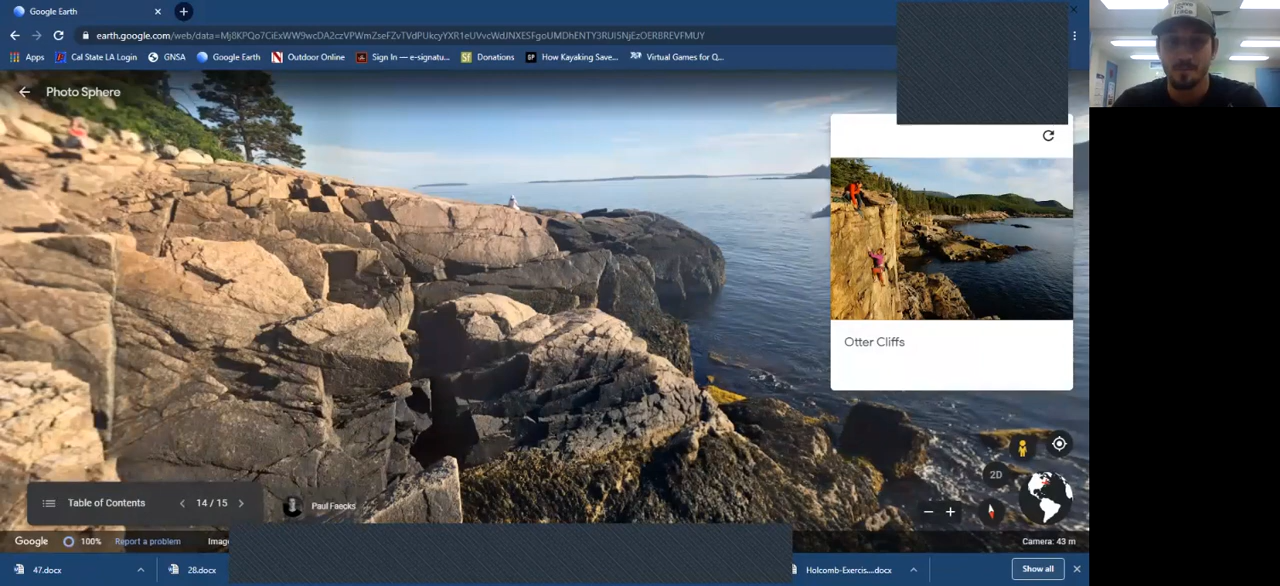 Google Earth
earth.google.com/web/data=Mj8KPQo7CiExWW9wcDA2czVPWmZseFZvTVdPUkcyYXR1eUVvcWdJNXESFgoUMDhENTY3RUI5NjEzOERBREVFMUY
Apps Cal State LA Login GNSA Google Earth Outdoor Online Sign In — e-signatu... Donations How Kayaking Save... Virtual Games for Q...
Photo Sphere
Otter Cliffs
2D
Table of Contents 14 / 15 Paul Faecks
Google 100% Report a problem Imag Camera: 43 m
47.docx 28.docx Holcomb-Exercis....docx Show all